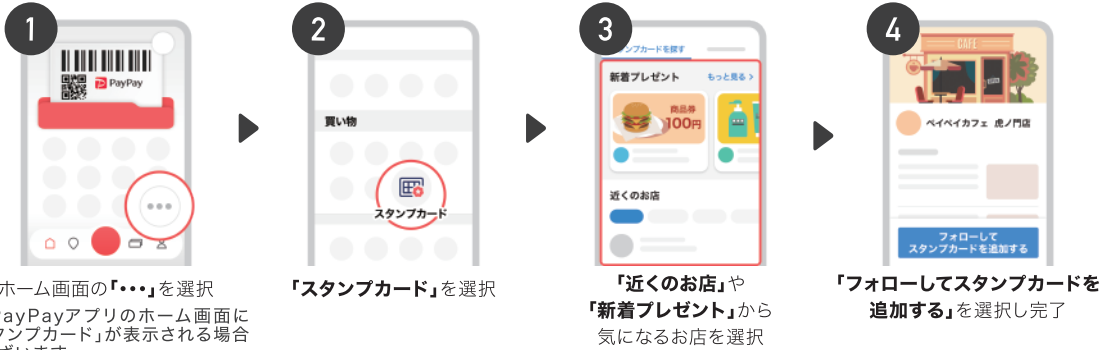 1
PayPay
ホーム画面の「･･･」を選択
PayPayアプリのホーム画面に
タンプカード」が表示される場合
2
買い物
スタンプカード
「スタンプカード」を選択
3
スタンプカードを探す
新着プレゼント もっと見る >
商品券
100円
近くのお店
「近くのお店」や
「新着プレゼント」から
気になるお店を選択
4
CAFE
ペイペイカフェ 虎ノ門店
フォローして
スタンプカードを追加する
「フォローしてスタンプカードを
追加する」を選択し完了